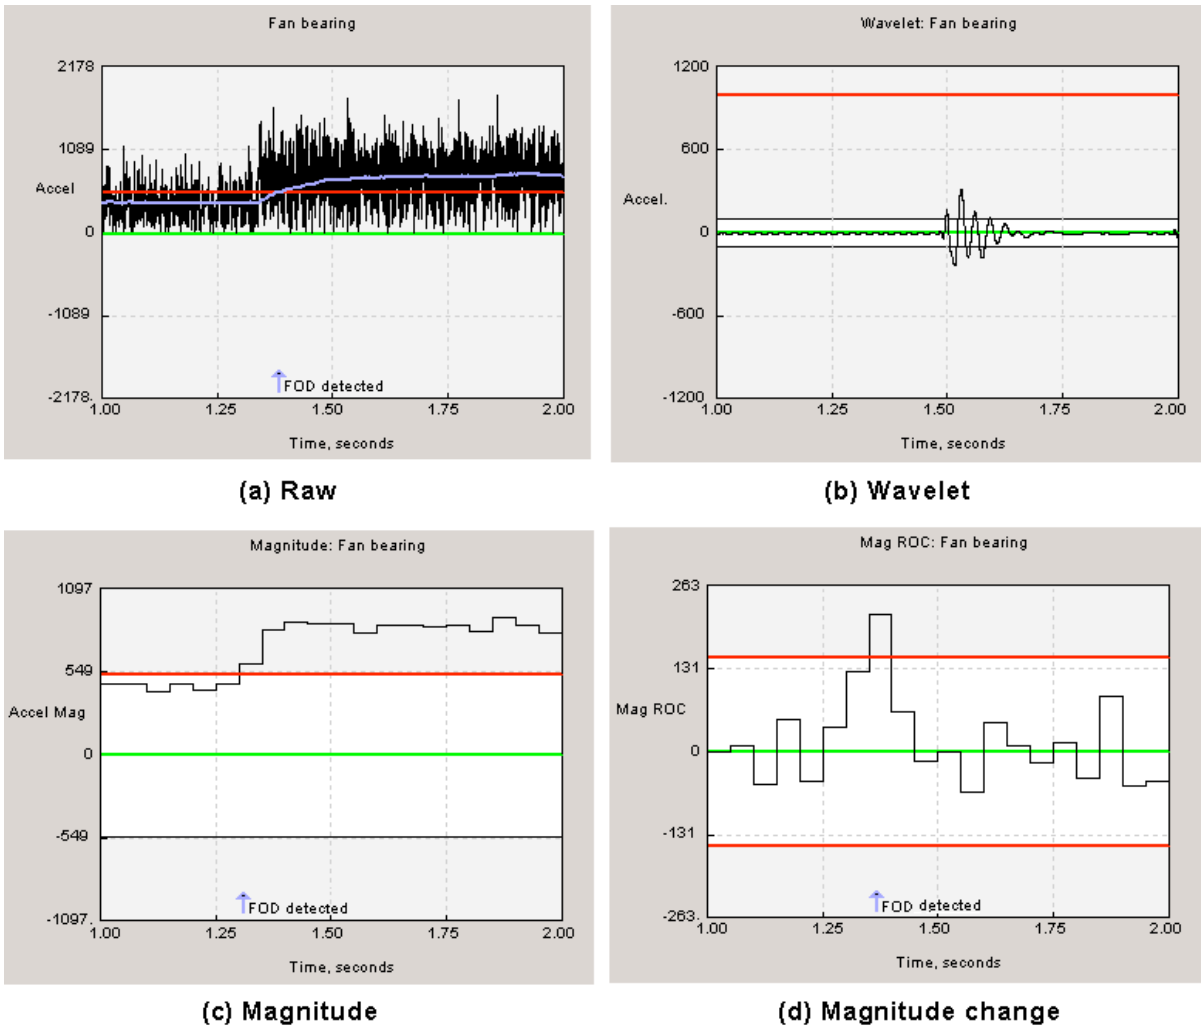 Fan bearing
2178
1089
Accel
0
-1089
-2178.
FOD detected
1.00 1.25 1.50 1.75 2.00
Time, seconds
(a) Raw
Wavelet: Fan bearing
1200
600
Accel.
0
-600
-1200
1.00 1.25 1.50 1.75 2.00
Time, seconds
(b) Wavelet
Magnitude: Fan bearing
1097
549
Accel Mag
0
-549
-1097.
FOD detected
1.00 1.25 1.50 1.75 2.00
Time, seconds
(c) Magnitude
Mag ROC: Fan bearing
263
131
Mag ROC
0
-131
-263.
FOD detected
1.00 1.25 1.50 1.75 2.00
Time, seconds
(d) Magnitude change